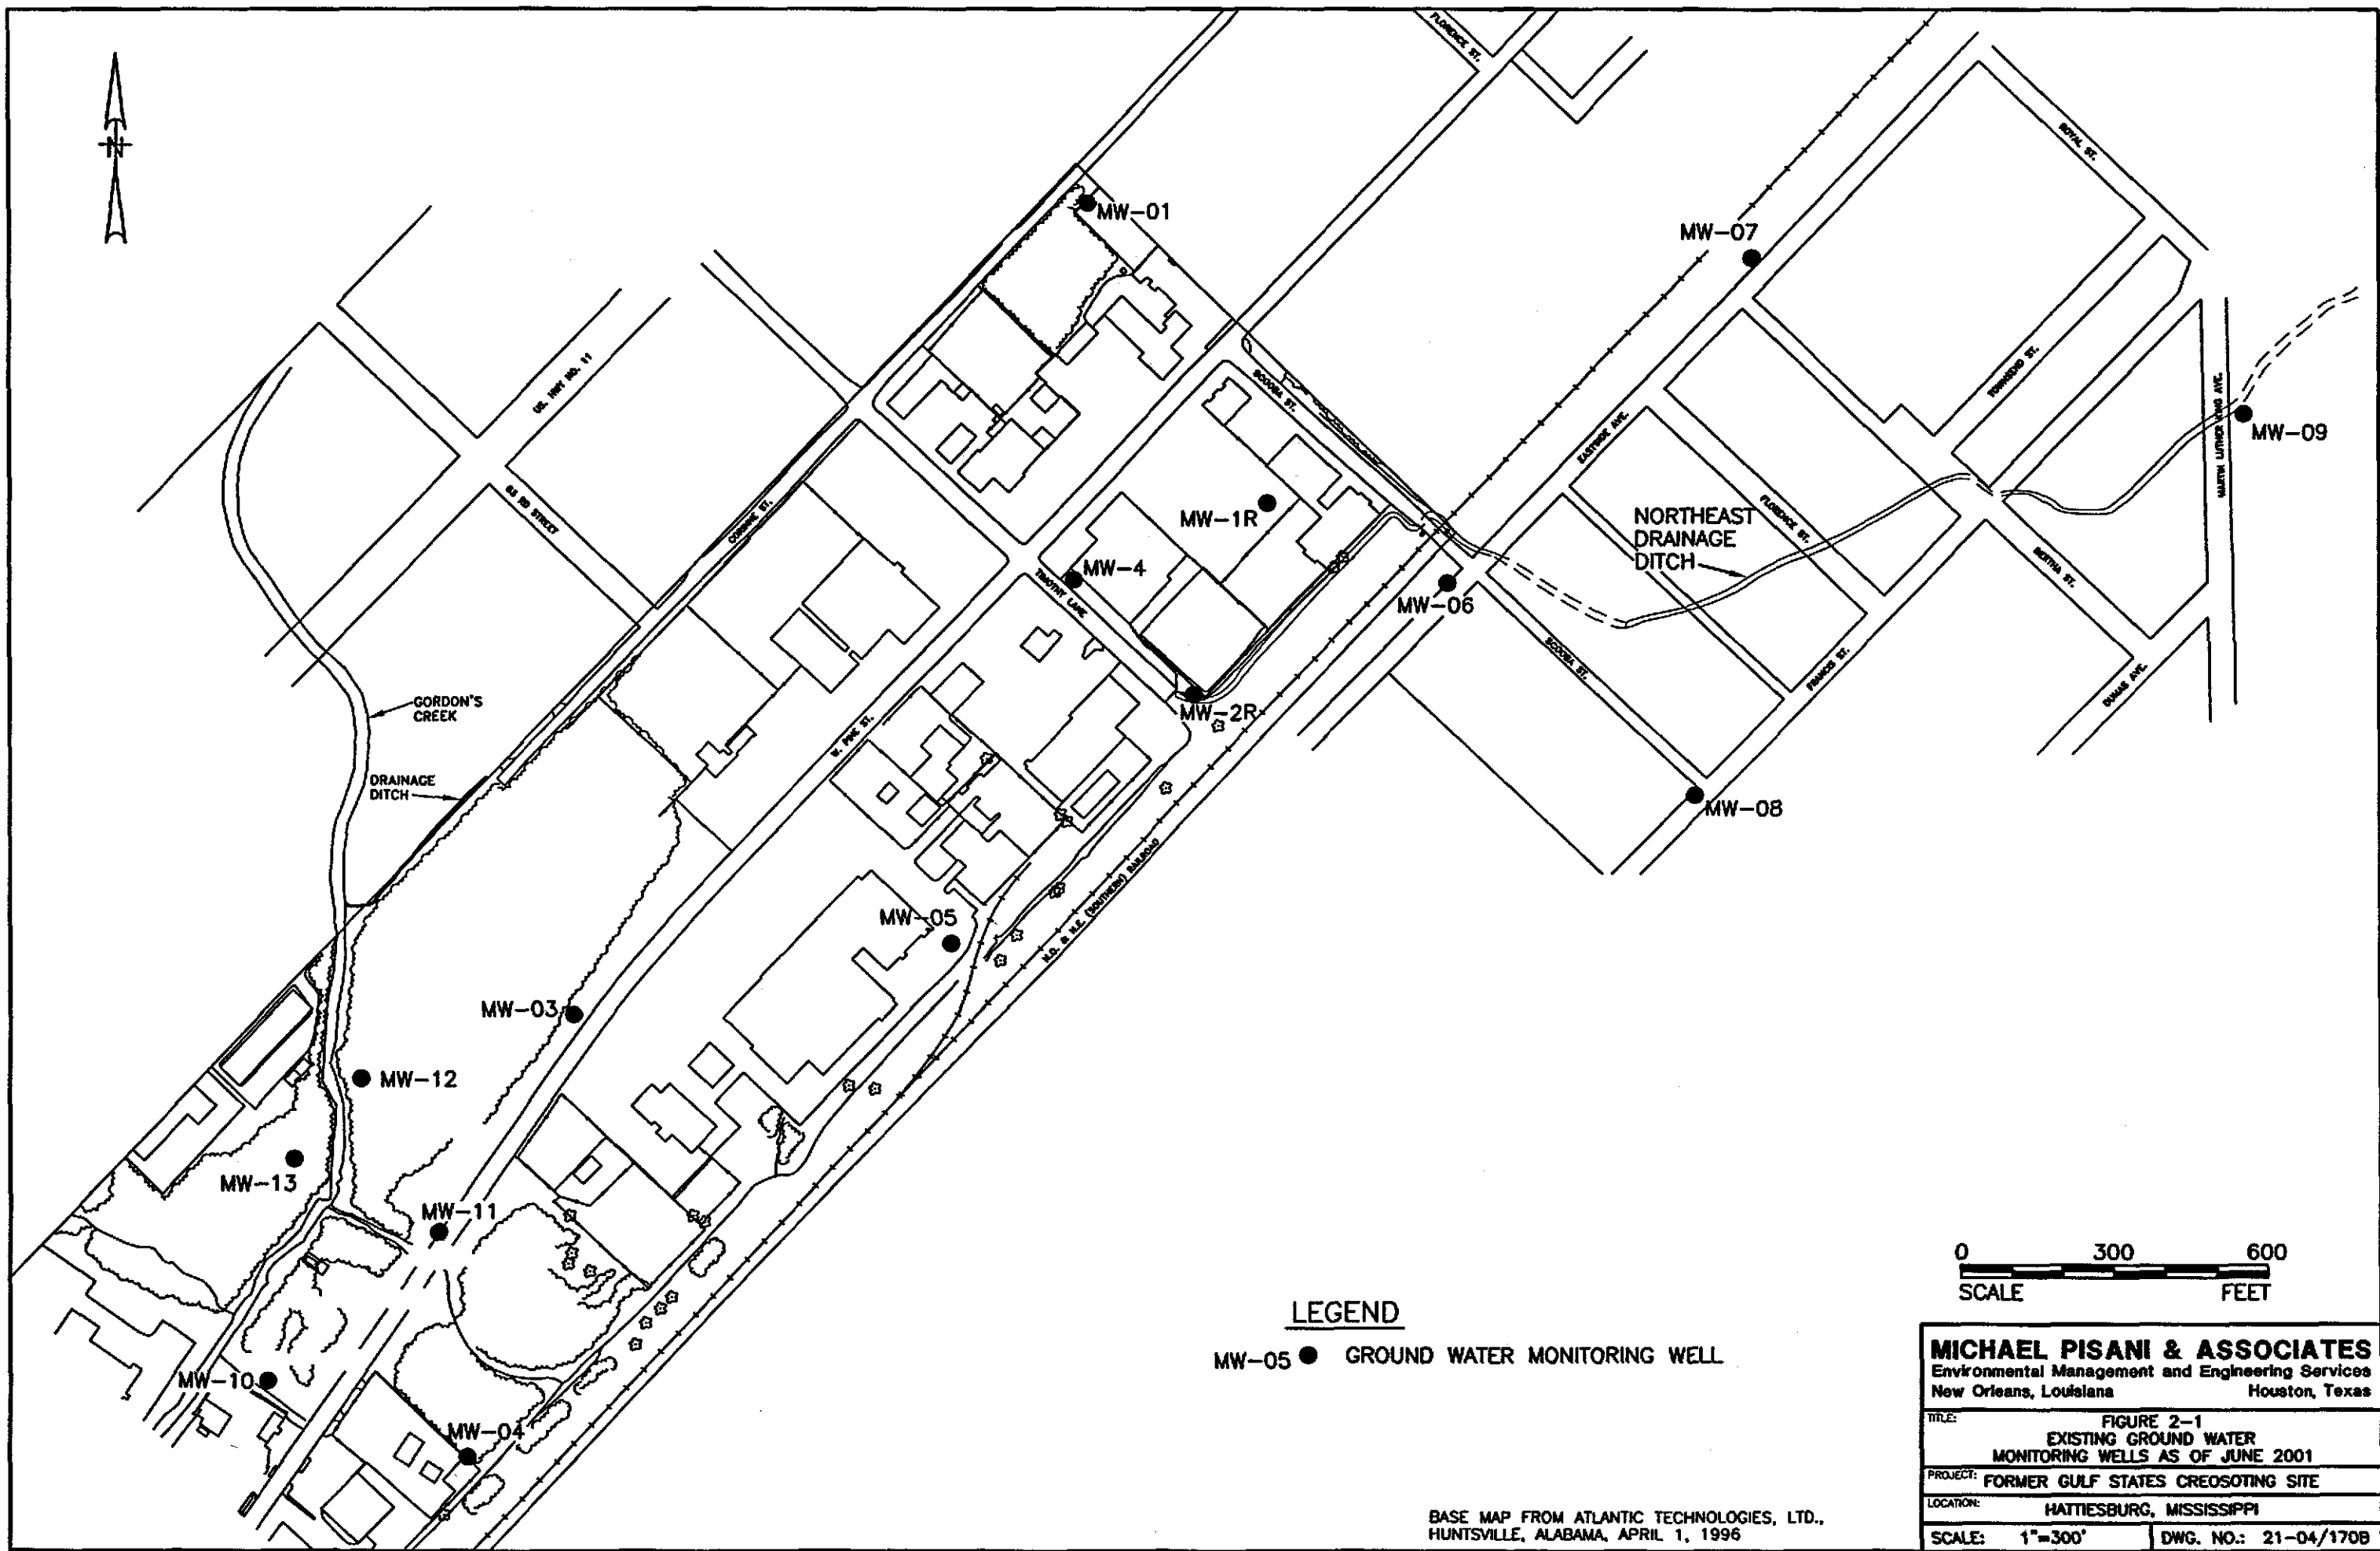 N
FLORENCE ST.
ROYAL ST.
MW-01
MW-07
US. HWY NO. 11
SCOOBA ST.
TOWNSEND ST.
MARTIN LUTHER KING AVE.
MW-09
EASTSIDE AVE.
CORINNE ST.
MW-1R
FLORENCE ST.
NORTHEAST
DRAINAGE
DITCH
BERTHA ST.
MW-4
TIMOTHY LANE
MW-06
SCOOBA ST.
FRANCIS ST.
DUMAS AVE.
GORDON'S
CREEK
MW-2R
W. PINE ST.
DRAINAGE
DITCH
MW-08
N.O. & N.E. (SOUTHERN) RAILROAD
MW-05
MW-03
MW-12
MW-13
MW-11
MW-10
MW-04
0 300 600
SCALE FEET
LEGEND
MW-05 GROUND WATER MONITORING WELL
BASE MAP FROM ATLANTIC TECHNOLOGIES, LTD.,
HUNTSVILLE, ALABAMA, APRIL 1, 1996
MICHAEL PISANI & ASSOCIATES
Environmental Management and Engineering Services
New Orleans, Louisiana Houston, Texas
TITLE: FIGURE 2-1
EXISTING GROUND WATER
MONITORING WELLS AS OF JUNE 2001
PROJECT: FORMER GULF STATES CREOSOTING SITE
LOCATION: HATTIESBURG, MISSISSIPPI
SCALE: 1"=300' DWG. NO.: 21-04/170B